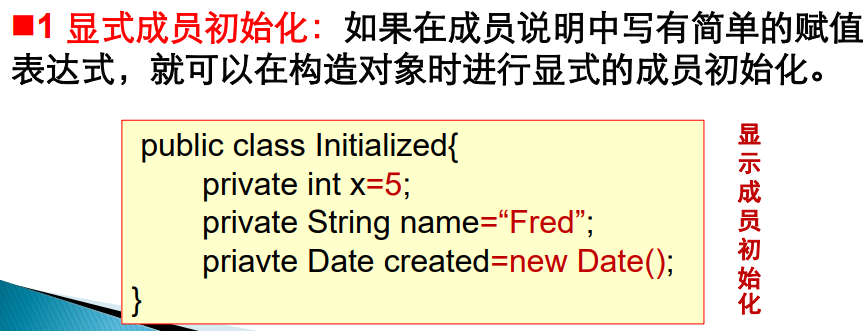 ■1 显式成员初始化：如果在成员说明中写有简单的赋值
表达式，就可以在构造对象时进行显式的成员初始化。
public class Initialized{
private int x=5;
private String name=“Fred”;
priavte Date created=new Date();
}
显示成员初始化